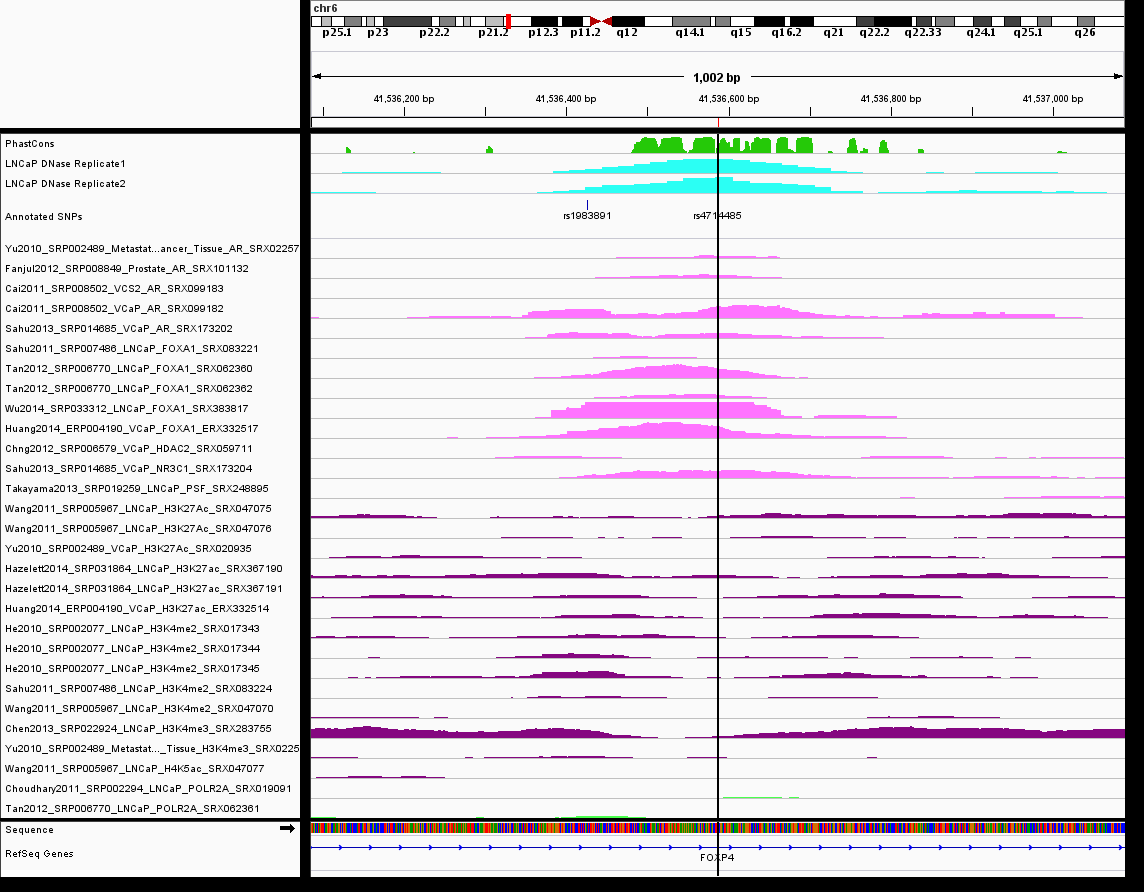 chr6
p25.1 p23 p22.2 p21.2 p12.3 p11.2 q12 q14.1 q15 q16.2 q21 q22.2 q22.33 q24.1 q25.1 q26
1,002 bp
41,536,200 bp 41,536,400 bp 41,536,600 bp 41,536,800 bp 41,537,000 bp
PhastCons
LNCaP DNase Replicate1
LNCaP DNase Replicate2
Annotated SNPs rs1983891 rs4714485
Yu2010_SRP002489_Metastat...ancer_Tissue_AR_SRX02257
Fanjul2012_SRP008849_Prostate_AR_SRX101132
Cai2011_SRP008502_VCS2_AR_SRX099183
Cai2011_SRP008502_VCaP_AR_SRX099182
Sahu2013_SRP014685_VCaP_AR_SRX173202
Sahu2011_SRP007486_LNCaP_FOXA1_SRX083221
Tan2012_SRP006770_LNCaP_FOXA1_SRX062360
Tan2012_SRP006770_LNCaP_FOXA1_SRX062362
Wu2014_SRP033312_LNCaP_FOXA1_SRX383817
Huang2014_ERP004190_VCaP_FOXA1_ERX332517
Chng2012_SRP006579_VCaP_HDAC2_SRX059711
Sahu2013_SRP014685_VCaP_NR3C1_SRX173204
Takayama2013_SRP019259_LNCaP_PSF_SRX248895
Wang2011_SRP005967_LNCaP_H3K27Ac_SRX047075
Wang2011_SRP005967_LNCaP_H3K27Ac_SRX047076
Yu2010_SRP002489_VCaP_H3K27Ac_SRX020935
Hazelett2014_SRP031864_LNCaP_H3K27ac_SRX367190
Hazelett2014_SRP031864_LNCaP_H3K27ac_SRX367191
Huang2014_ERP004190_VCaP_H3K27ac_ERX332514
He2010_SRP002077_LNCaP_H3K4me2_SRX017343
He2010_SRP002077_LNCaP_H3K4me2_SRX017344
He2010_SRP002077_LNCaP_H3K4me2_SRX017345
Sahu2011_SRP007486_LNCaP_H3K4me2_SRX083224
Wang2011_SRP005967_LNCaP_H3K4me2_SRX047070
Chen2013_SRP022924_LNCaP_H3K4me3_SRX283755
Yu2010_SRP002489_Metastat..._Tissue_H3K4me3_SRX0225
Wang2011_SRP005967_LNCaP_H4K5ac_SRX047077
Choudhary2011_SRP002294_LNCaP_POLR2A_SRX019091
Tan2012_SRP006770_LNCaP_POLR2A_SRX062361
Sequence
RefSeq Genes FOXP4